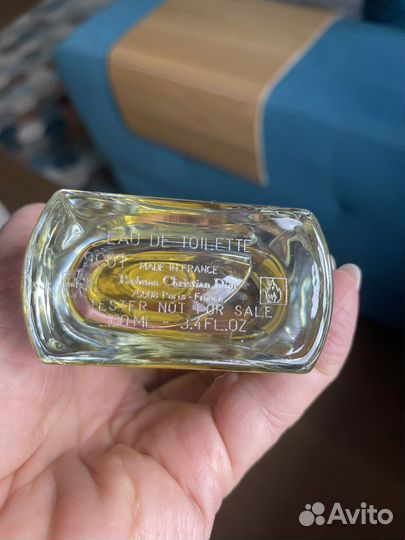 EAU DE TOILETTE
MADE IN FRANCE
Parfums Christian Dior
75008 Paris - France
TESTER NOT FOR SALE
100 ML - 3.4 FL.OZ
Avito